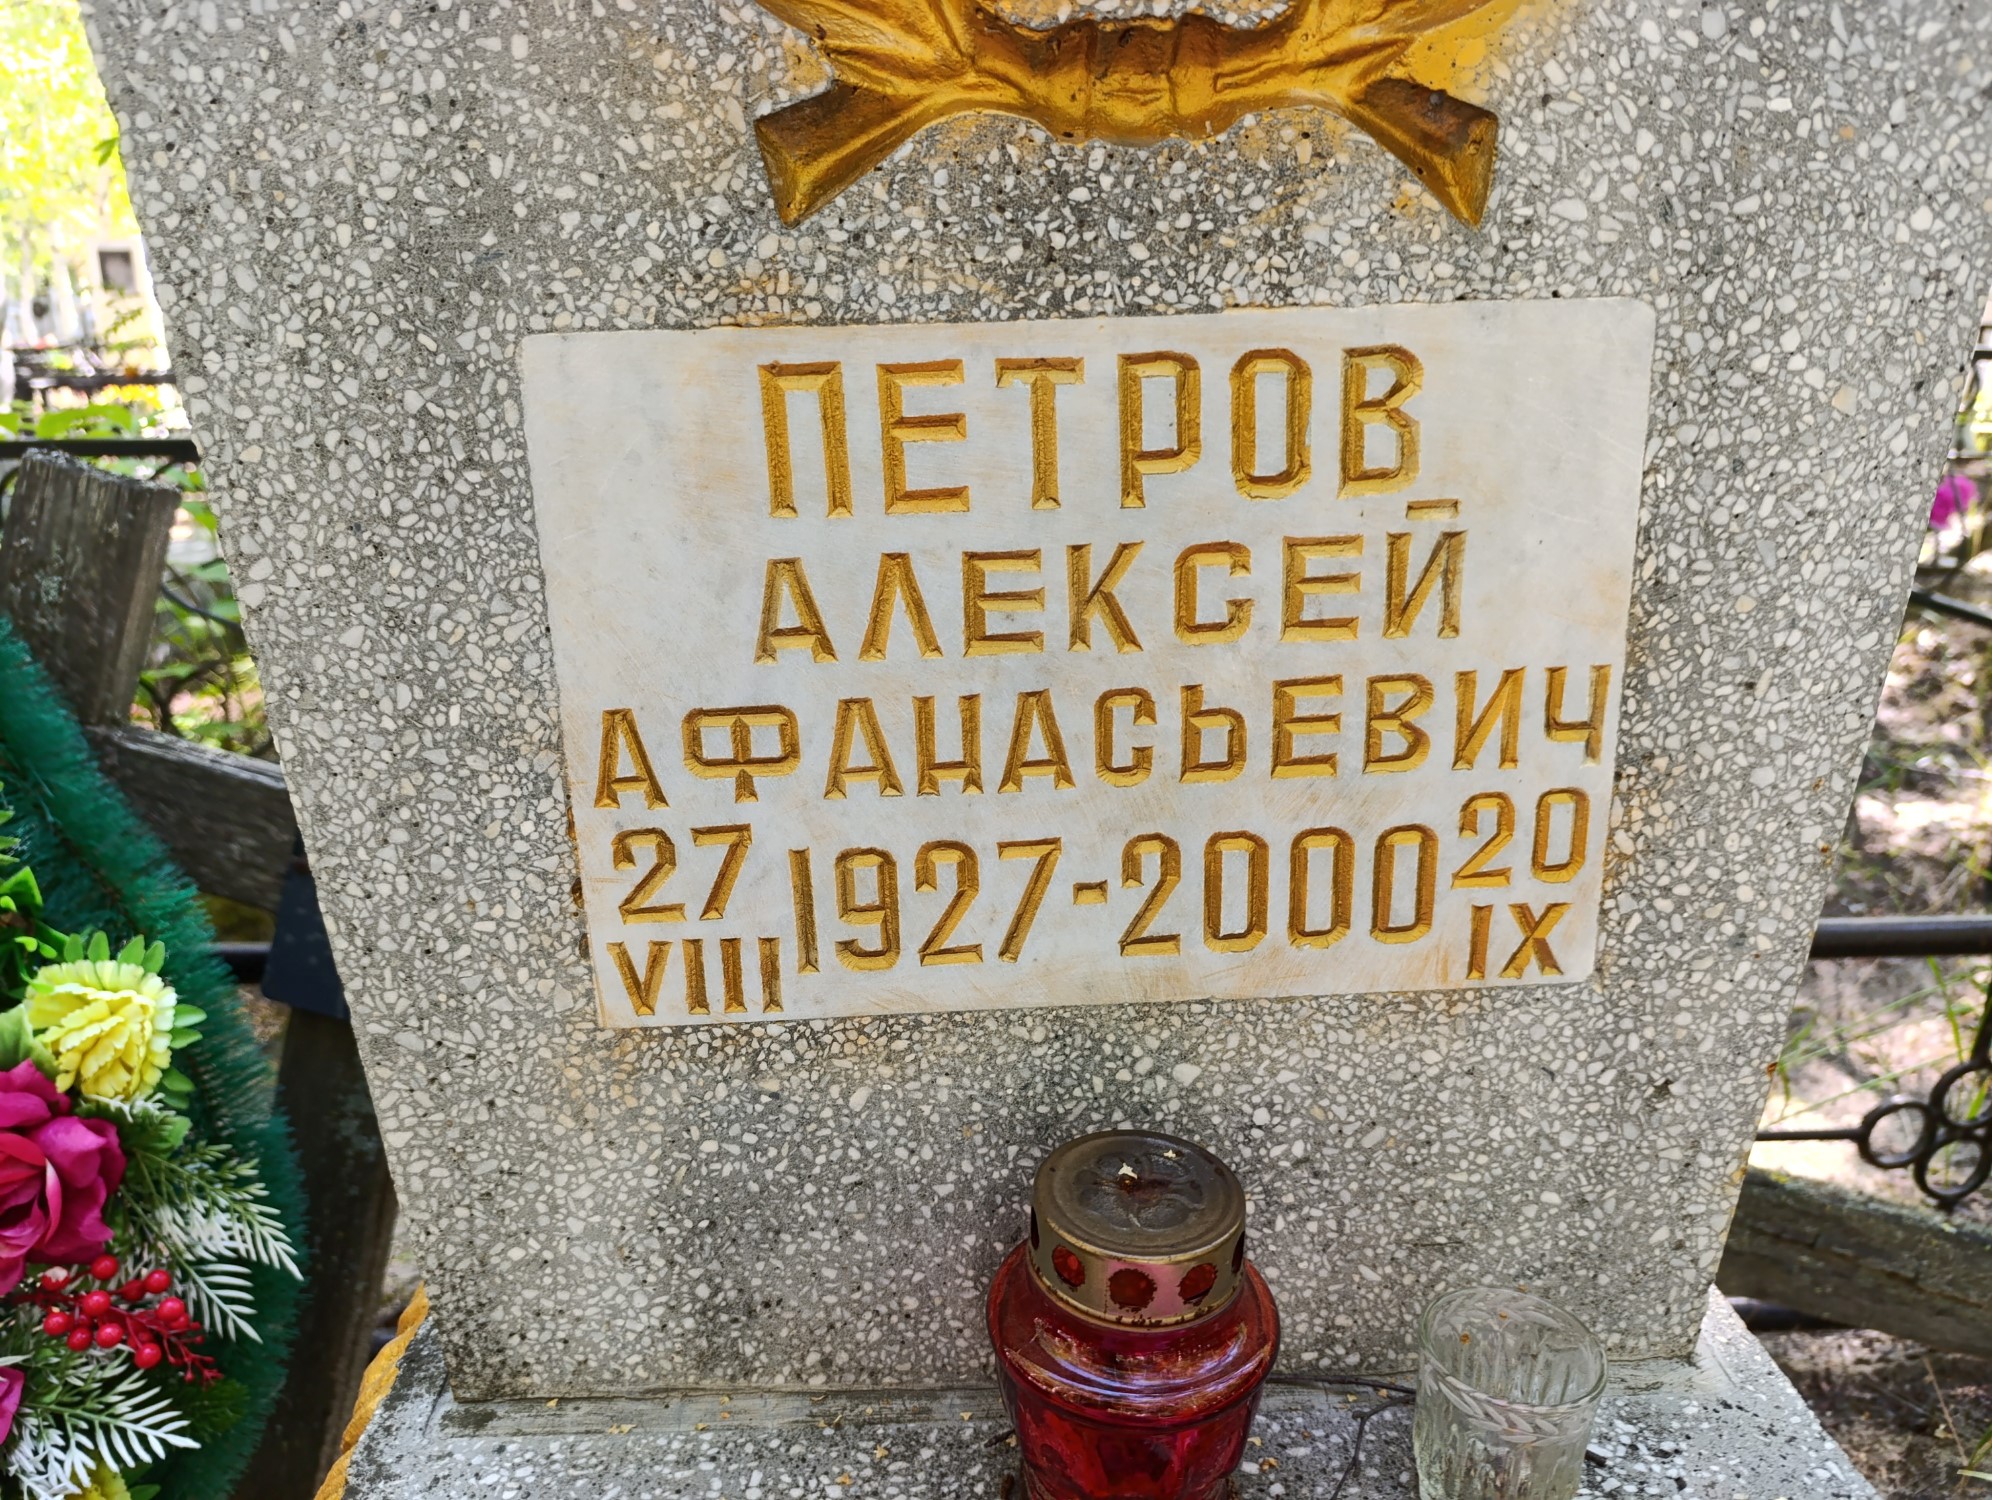 ПЕТРОВ
АЛЕКСЕЙ
АФАНАСЬЕВИЧ
27 VIII 1927-2000 20 IX